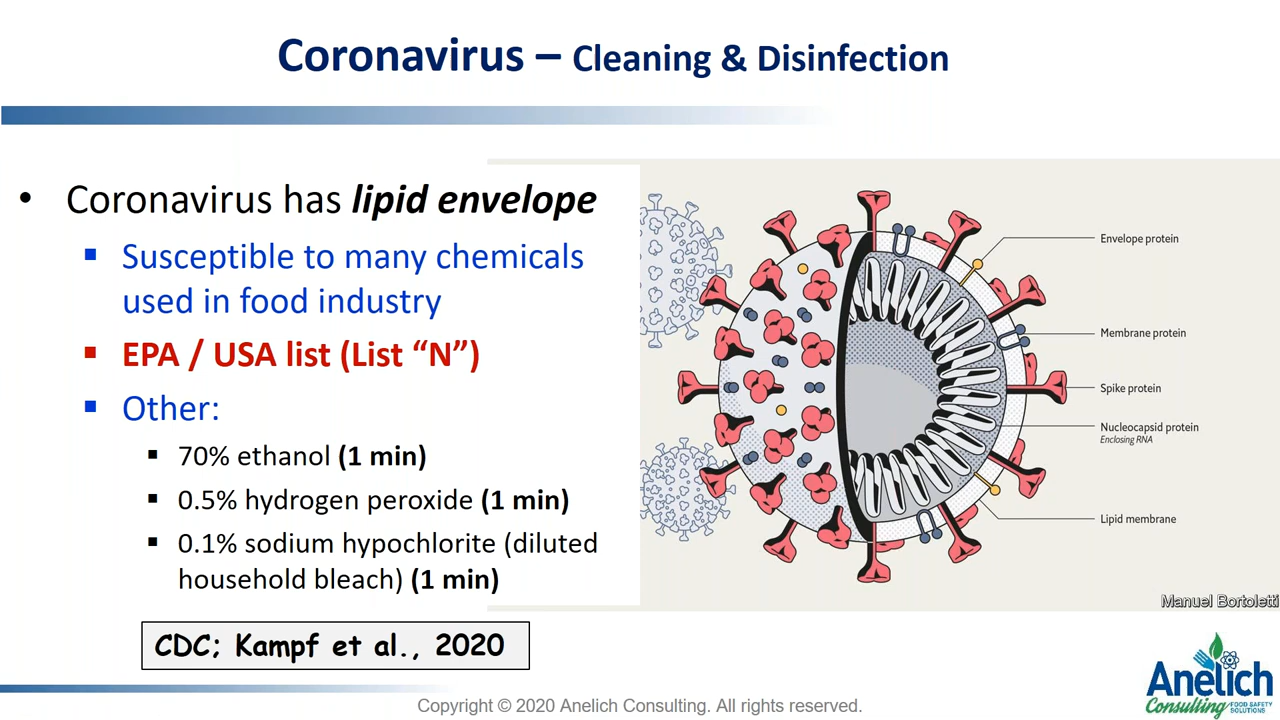 Coronavirus – Cleaning & Disinfection
• Coronavirus has lipid envelope
▪ Susceptible to many chemicals
used in food industry
▪ EPA / USA list (List “N”)
▪ Other:
▪ 70% ethanol (1 min)
▪ 0.5% hydrogen peroxide (1 min)
▪ 0.1% sodium hypochlorite (diluted
household bleach) (1 min)
CDC; Kampf et al., 2020
Envelope protein
Membrane protein
Spike protein
Nucleocapsid protein
Enclosing RNA
Lipid membrane
Manuel Bortoletti
Anelich
Consulting FOOD SAFETY
SOLUTIONS
Copyright © 2020 Anelich Consulting. All rights reserved.